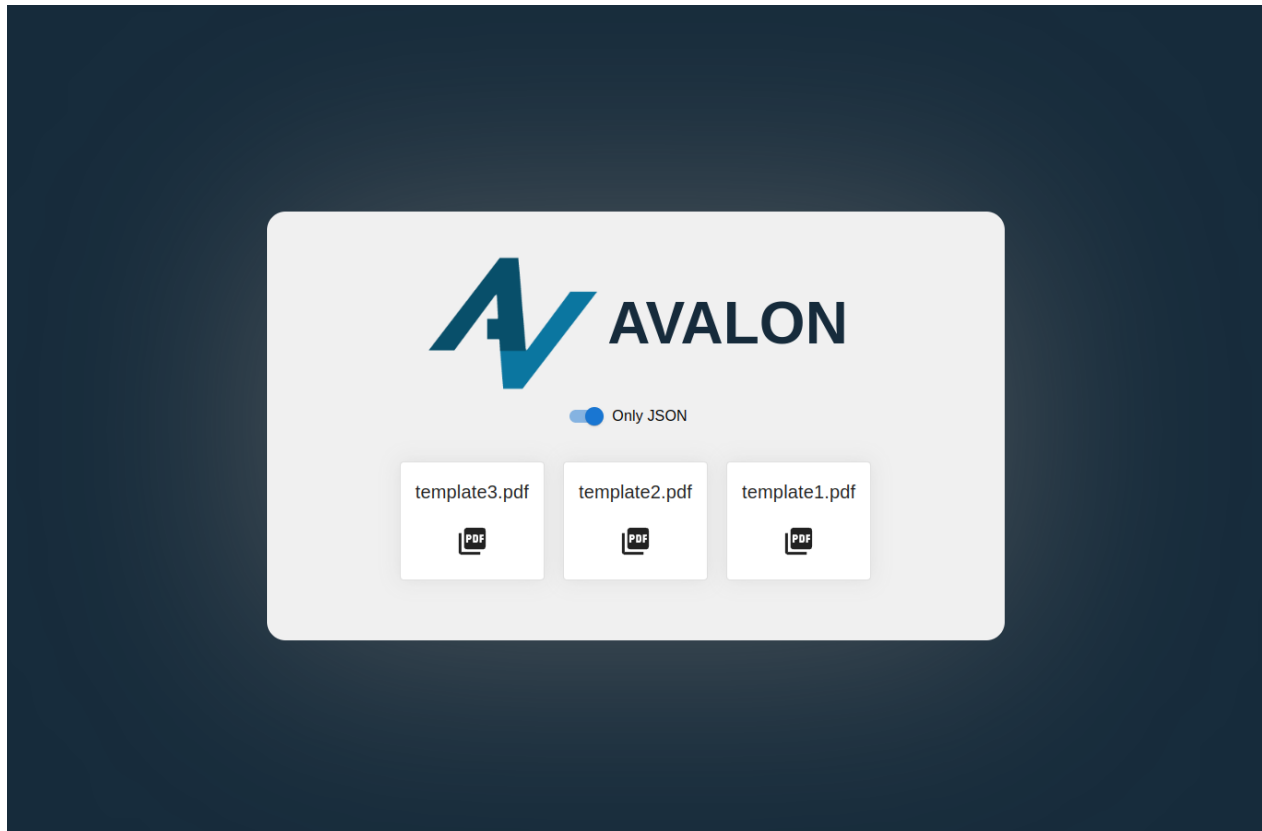 AVALON
Only JSON
template3.pdf
template2.pdf
template1.pdf
PDF
PDF
PDF